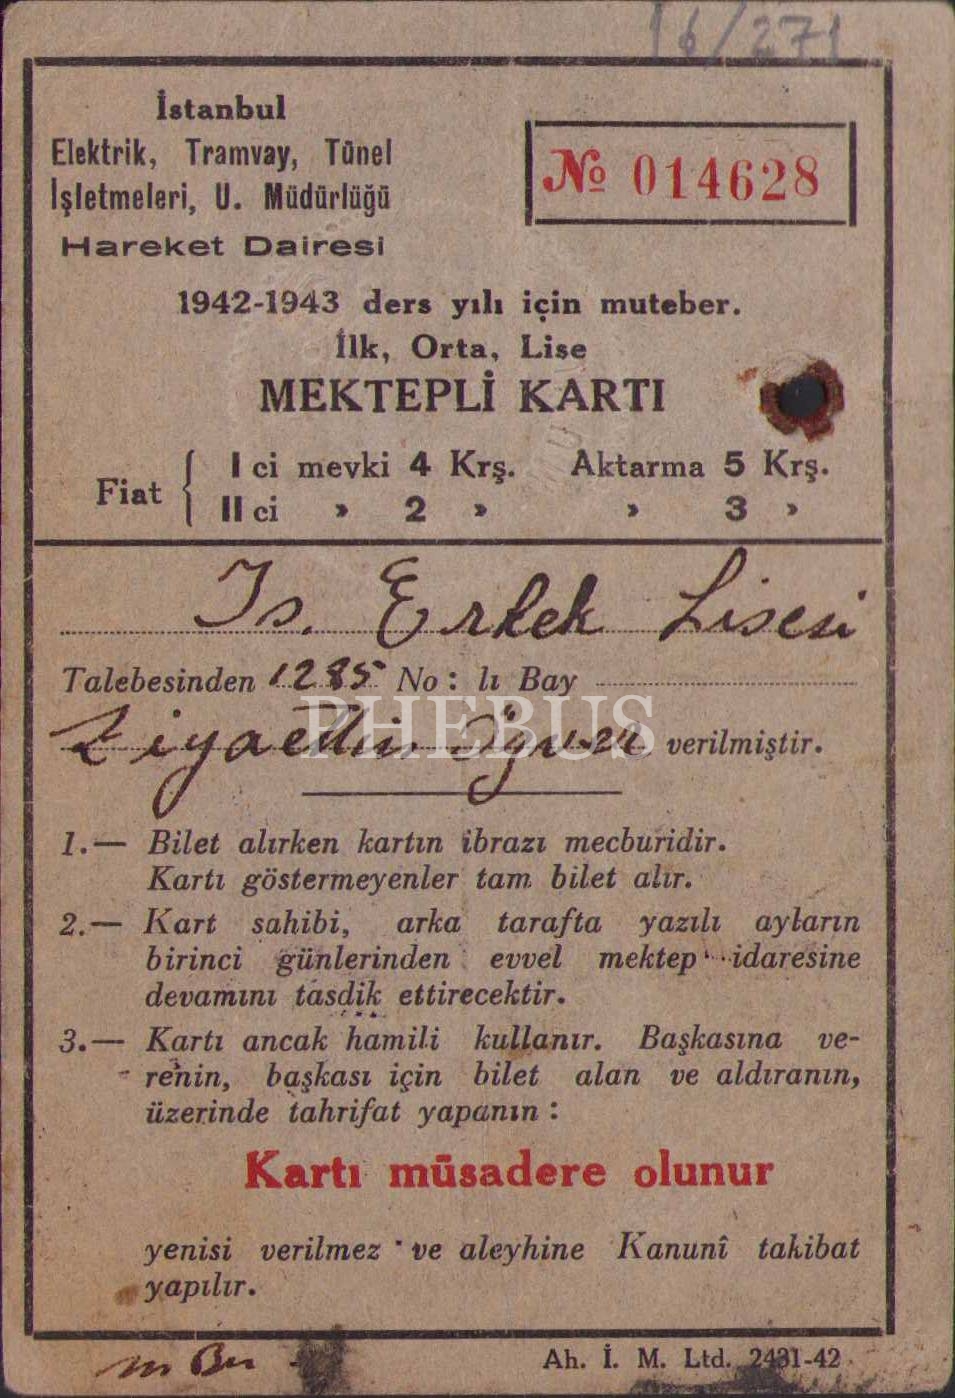 16/271
İstanbul
Elektrik, Tramvay, Tünel
İşletmeleri, U. Müdürlüğü
Hareket Dairesi
№ 014628
1942-1943 ders yılı için muteber.
İlk, Orta, Lise
MEKTEPLİ KARTI
Fiat { I ci mevki 4 Krş. Aktarma 5 Krş.
II ci » 2 » » 3 »
Is. Erkek Lisesi
Talebesinden 1285 No : lı Bay
Ziyaettin verilmiştir.
PHEBUS
1.— Bilet alırken kartın ibrazı mecburidir.
Kartı göstermeyenler tam bilet alır.
2.— Kart sahibi, arka tarafta yazılı ayların
birinci günlerinden evvel mektep idaresine
devamını tasdik ettirecektir.
3.— Kartı ancak hamili kullanır. Başkasına ve-
renin, başkası için bilet alan ve aldıranın,
üzerinde tahrifat yapanın :
Kartı müsadere olunur
yenisi verilmez ve aleyhine Kanunî takibat
yapılır.
Ah. İ. M. Ltd. 2431-42